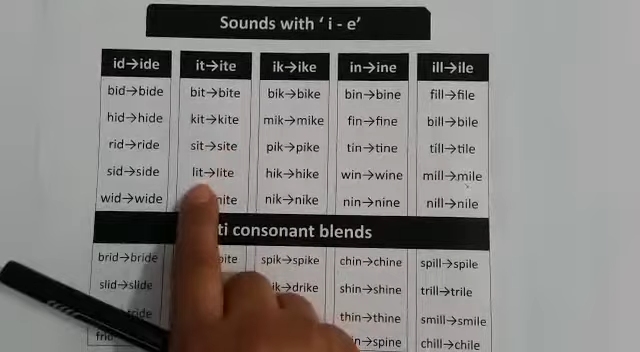 Sounds with ‘ i - e’
id→ide it→ite ik→ike in→ine ill→ile
bid→bide bit→bite bik→bike bin→bine fill→file
hid→hide kit→kite mik→mike fin→fine bill→bile
rid→ride sit→site pik→pike tin→tine till→tile
sid→side lit→lite hik→hike win→wine mill→mile
wid→wide nik→nike nin→nine nill→nile
consonant blends
brid→bride spik→spike chin→chine spill→spile
slid→slide drike shin→shine trill→trile
thin→thine smill→smile
spine chill→chile